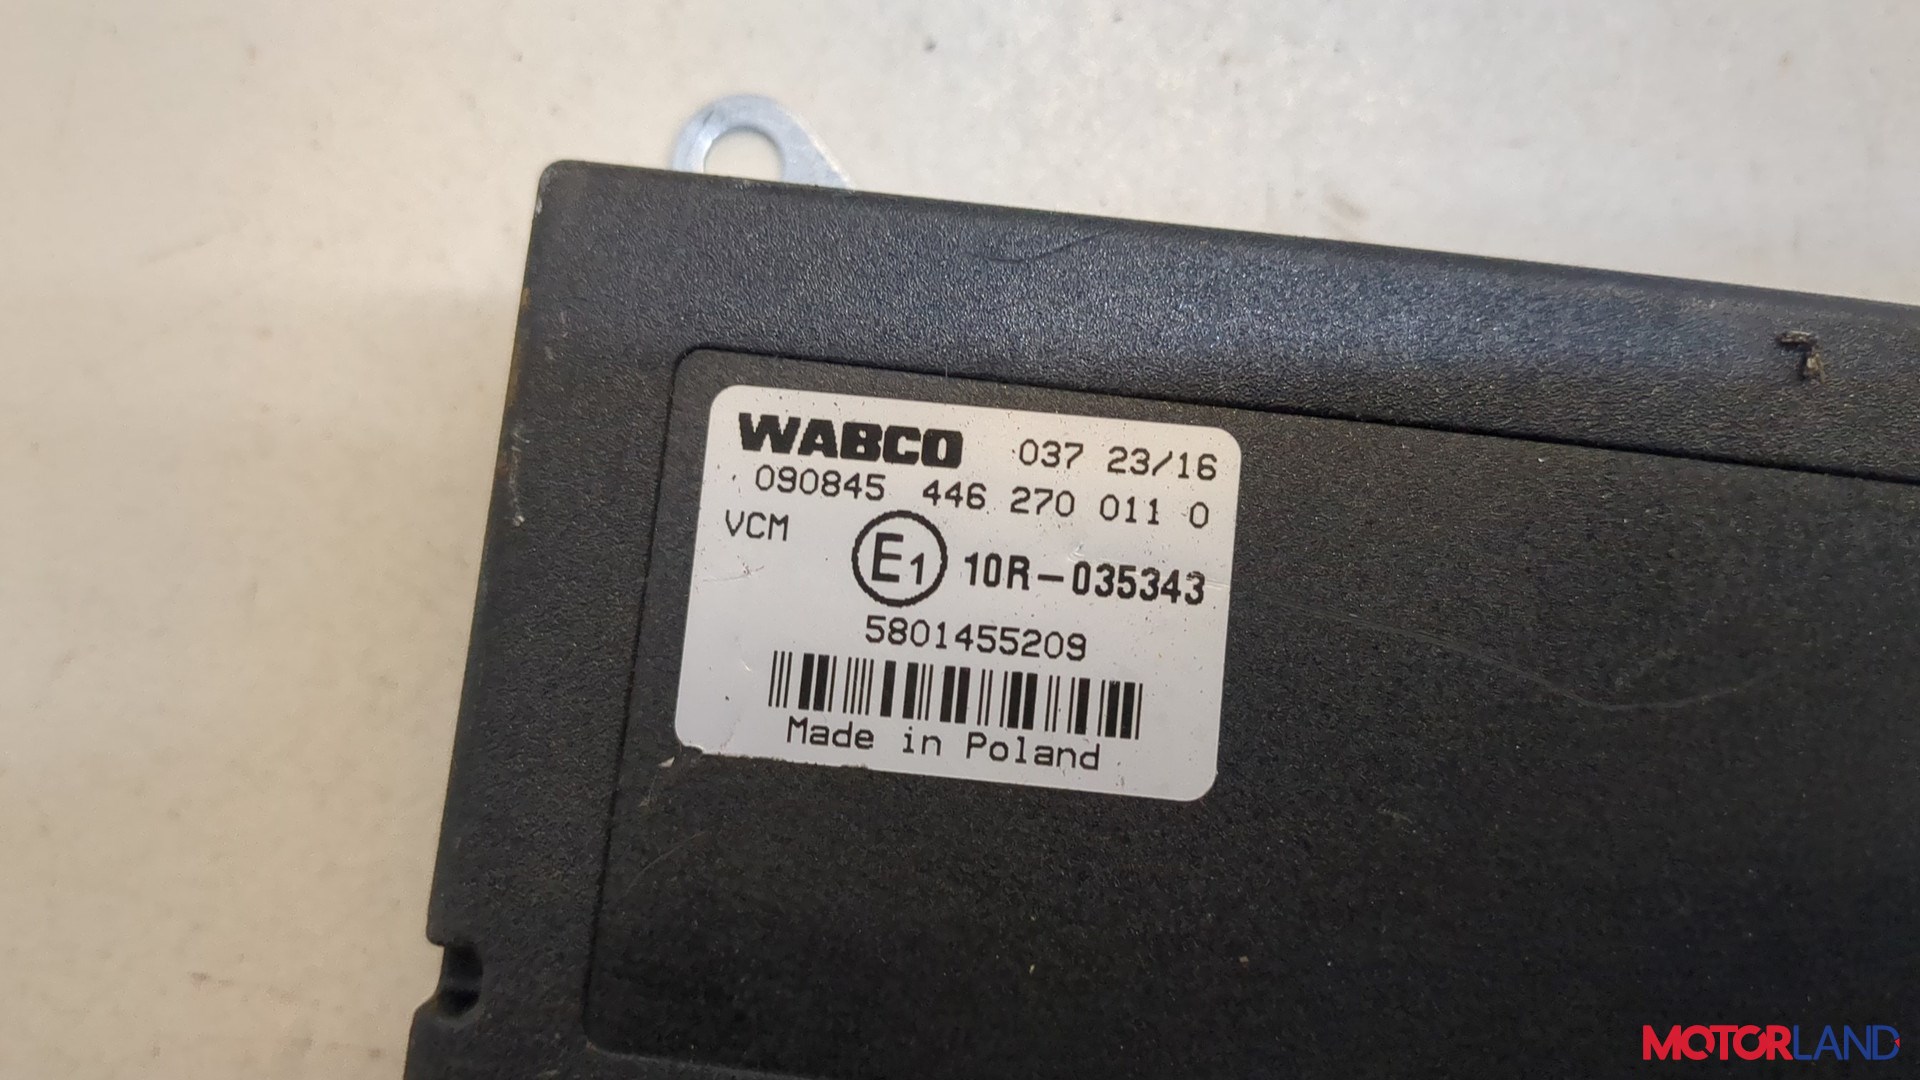 WABCO 037 23/16
090845 446 270 011 0
VCM E1 10R-035343
5801455209
Made in Poland
MOTORLAND